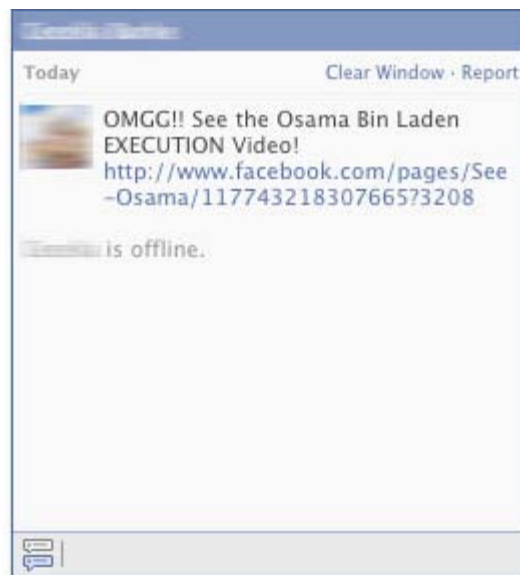 Today Clear Window · Report
OMGG!! See the Osama Bin Laden
EXECUTION Video!
http://www.facebook.com/pages/See
-Osama/117743218307665?3208
is offline.